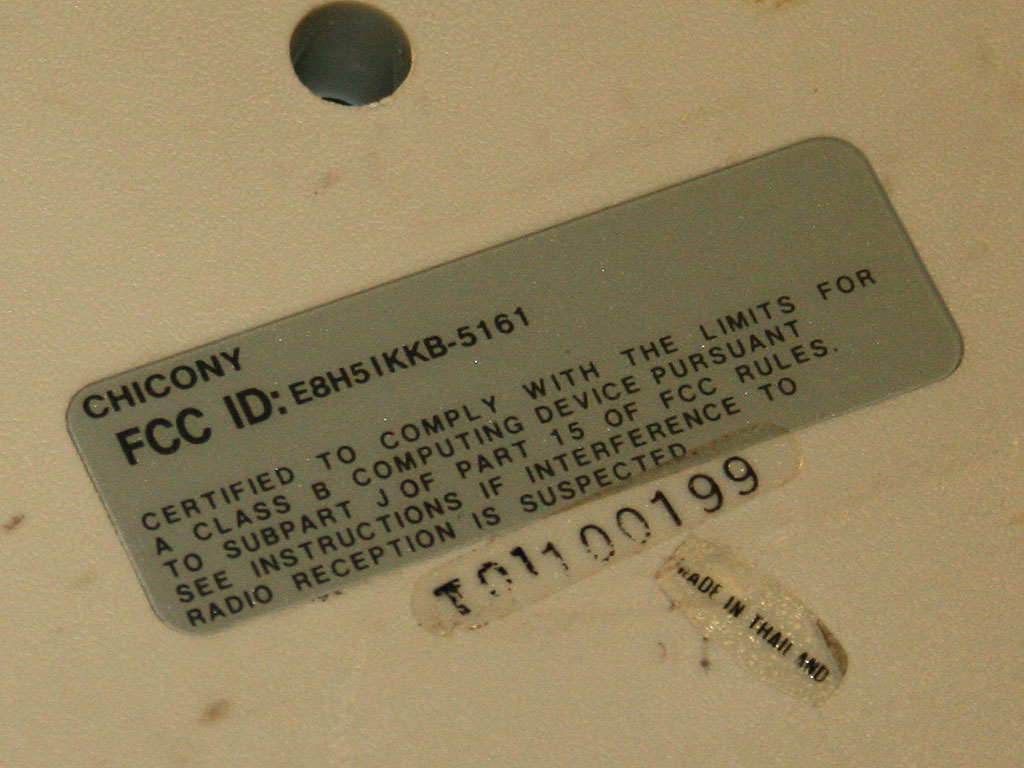 CHICONY
FCC ID: E8H5IKKB-5161
CERTIFIED TO COMPLY WITH THE LIMITS FOR
A CLASS B COMPUTING DEVICE PURSUANT
TO SUBPART J OF PART 15 OF FCC RULES.
SEE INSTRUCTIONS IF INTERFERENCE TO
RADIO RECEPTION IS SUSPECTED.
T01100199
MADE IN THAILAND